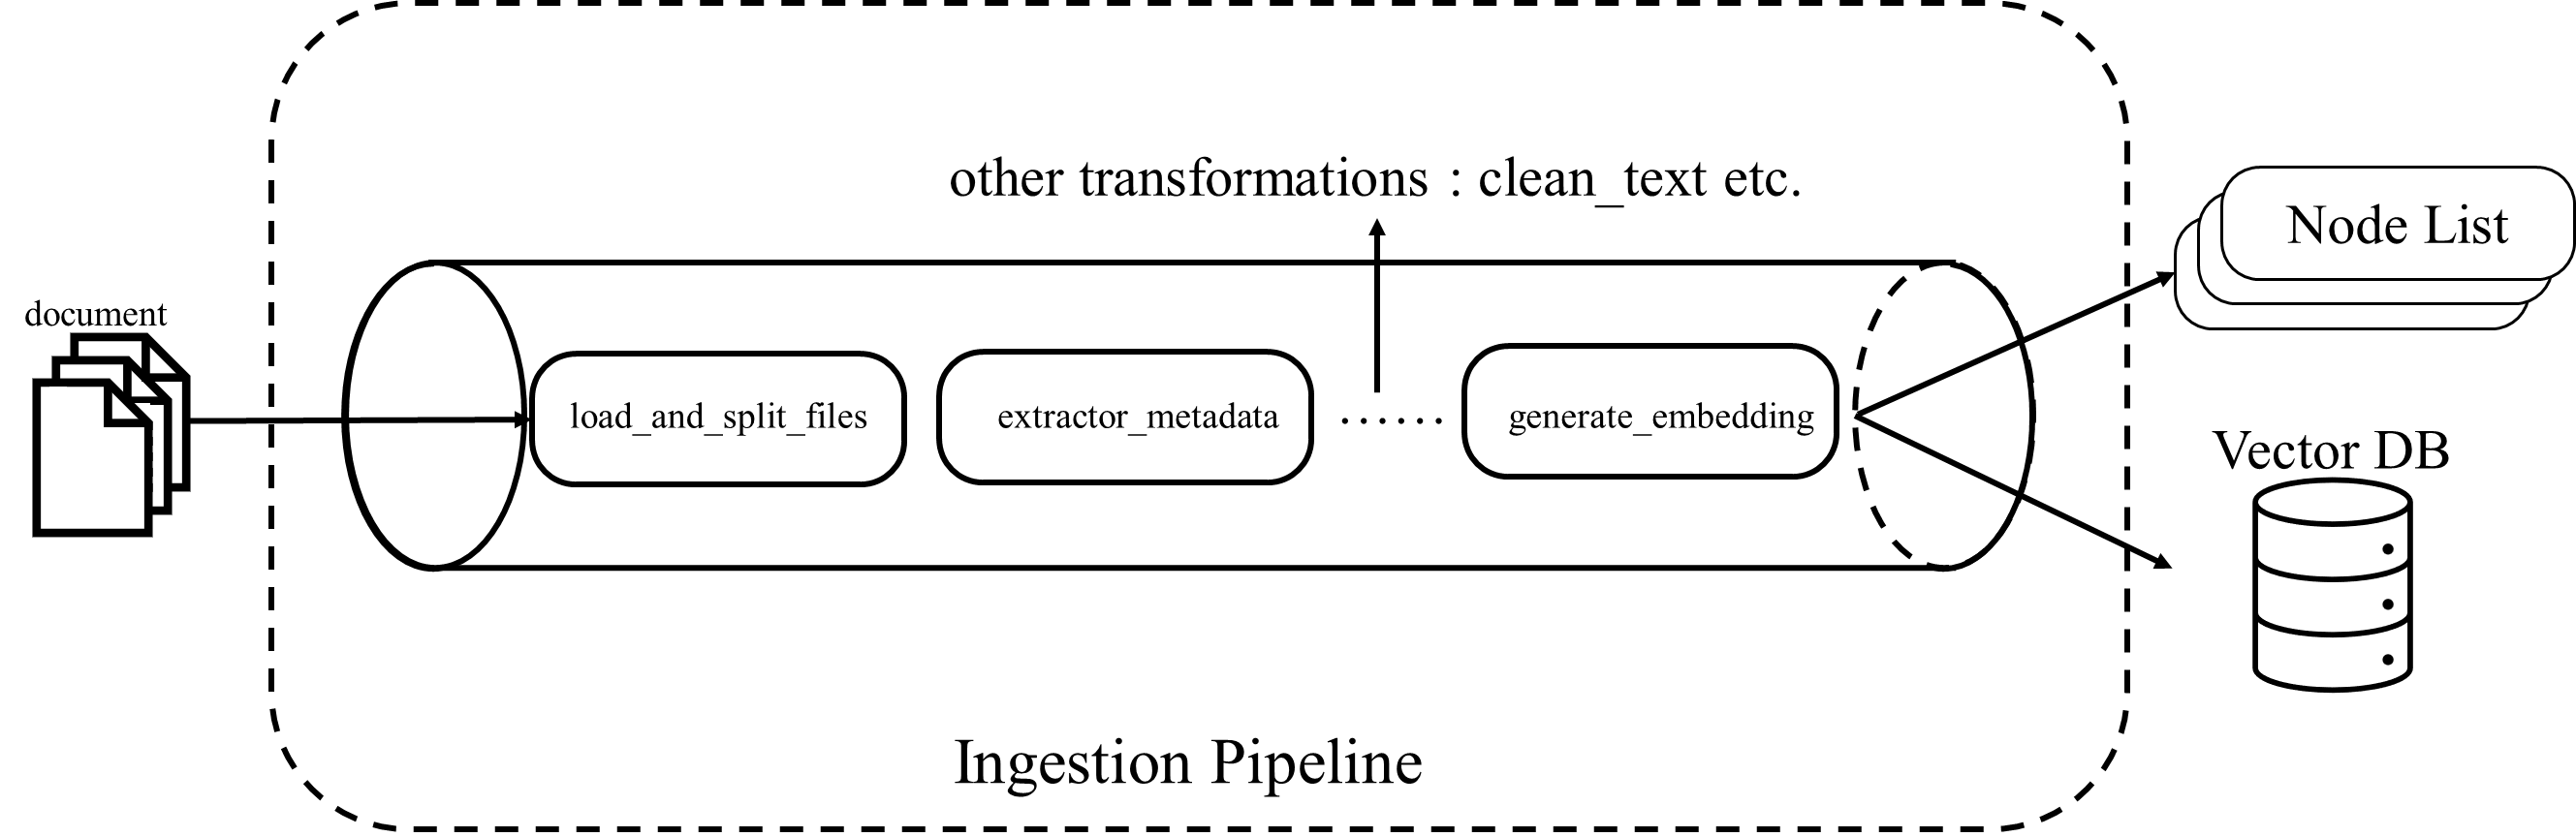 other transformations : clean_text etc.
Node List
document
load_and_split_files
extractor_metadata
......
generate_embedding
Vector DB
Ingestion Pipeline